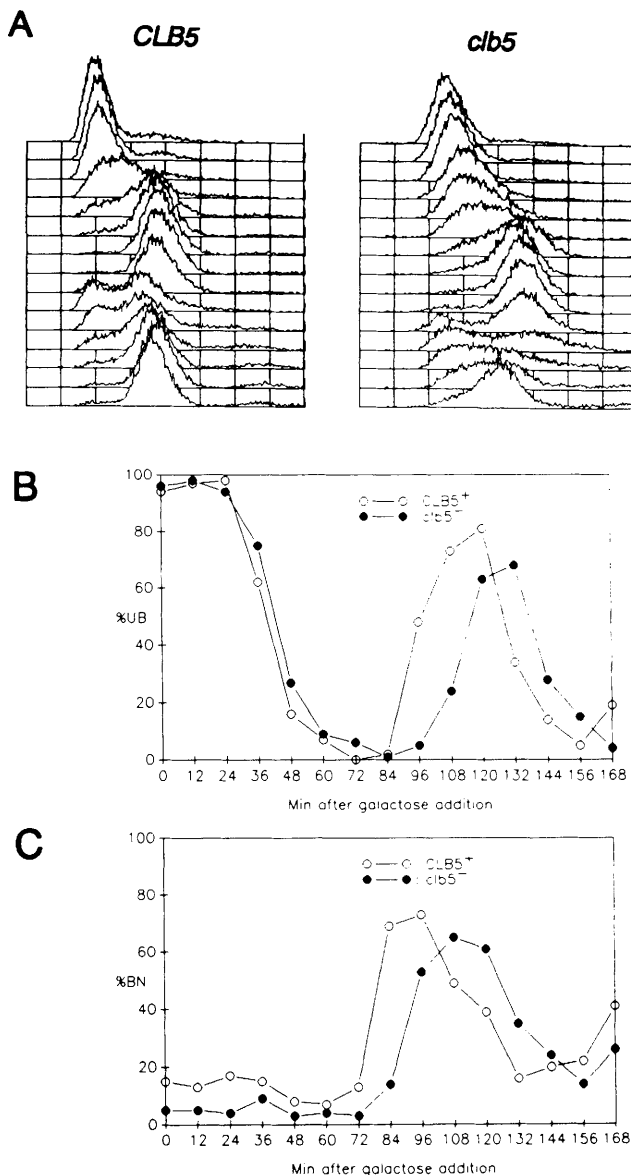 A
CLB5
clb5
B
CLB5+
clb5−
100
80
60
%UB
40
20
0
0 12 24 36 48 60 72 84 96 108 120 132 144 156 168
Min after galactose addition
C
CLB5+
clb5−
100
80
60
%BN
40
20
0
0 12 24 36 48 60 72 84 96 108 120 132 144 156 168
Min after galactose addition